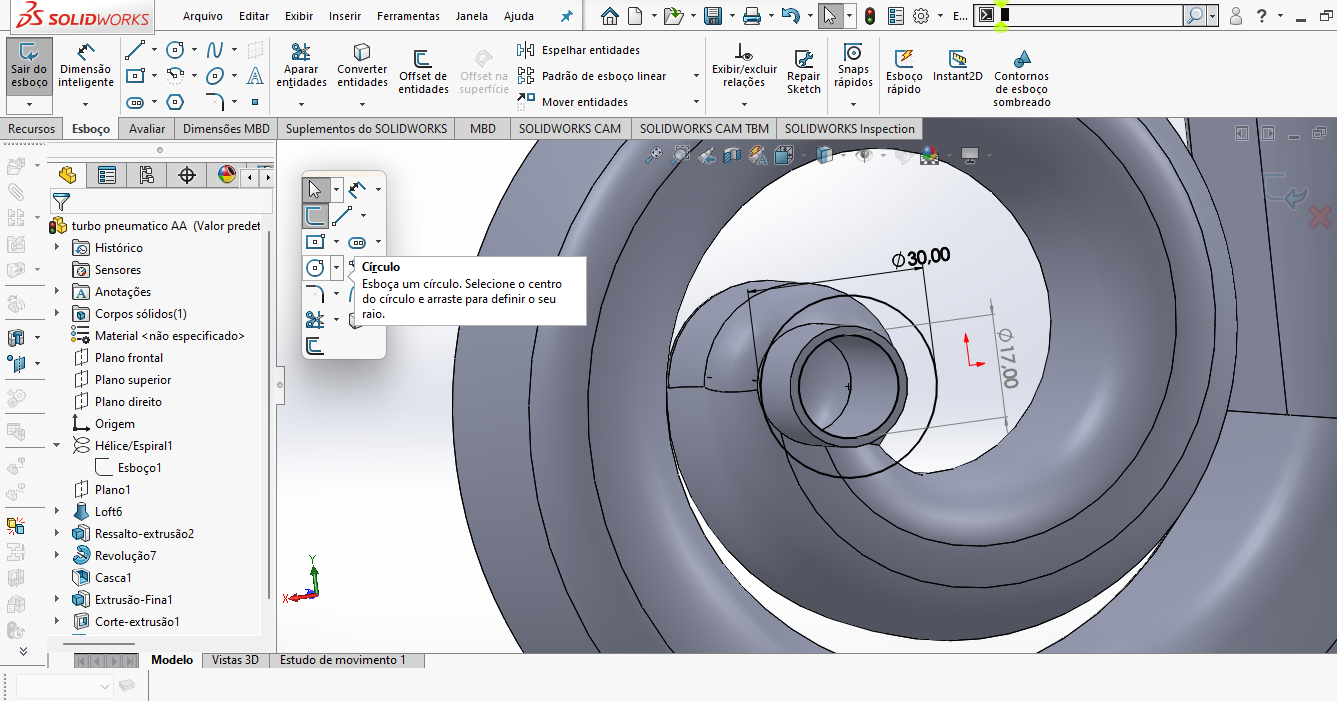 SOLIDWORKS
Arquivo Editar Exibir Inserir Ferramentas Janela Ajuda
E...
?
Sair do esboço
Dimensão inteligente
Aparar entidades
Converter entidades
Offset de entidades
Offset na superfície
Espelhar entidades
Padrão de esboço linear
Mover entidades
Exibir/excluir relações
Repair Sketch
Snaps rápidos
Esboço rápido
Instant2D
Contornos de esboço sombreado
Recursos Esboço Avaliar Dimensões MBD Suplementos do SOLIDWORKS MBD SOLIDWORKS CAM SOLIDWORKS CAM TBM SOLIDWORKS Inspection
turbo pneumatico AA (Valor predet
Histórico
Sensores
Anotações
Corpos sólidos(1)
Material <não especificado>
Plano frontal
Plano superior
Plano direito
Origem
Hélice/Espiral1
Esboço1
Plano1
Loft6
Ressalto-extrusão2
Revolução7
Casca1
Extrusão-Fina1
Corte-extrusão1
Círculo
Esboça um círculo. Selecione o centro
do círculo e arraste para definir o seu
raio.
Ø30,00
Ø17,00
Y
X
Modelo Vistas 3D Estudo de movimento 1